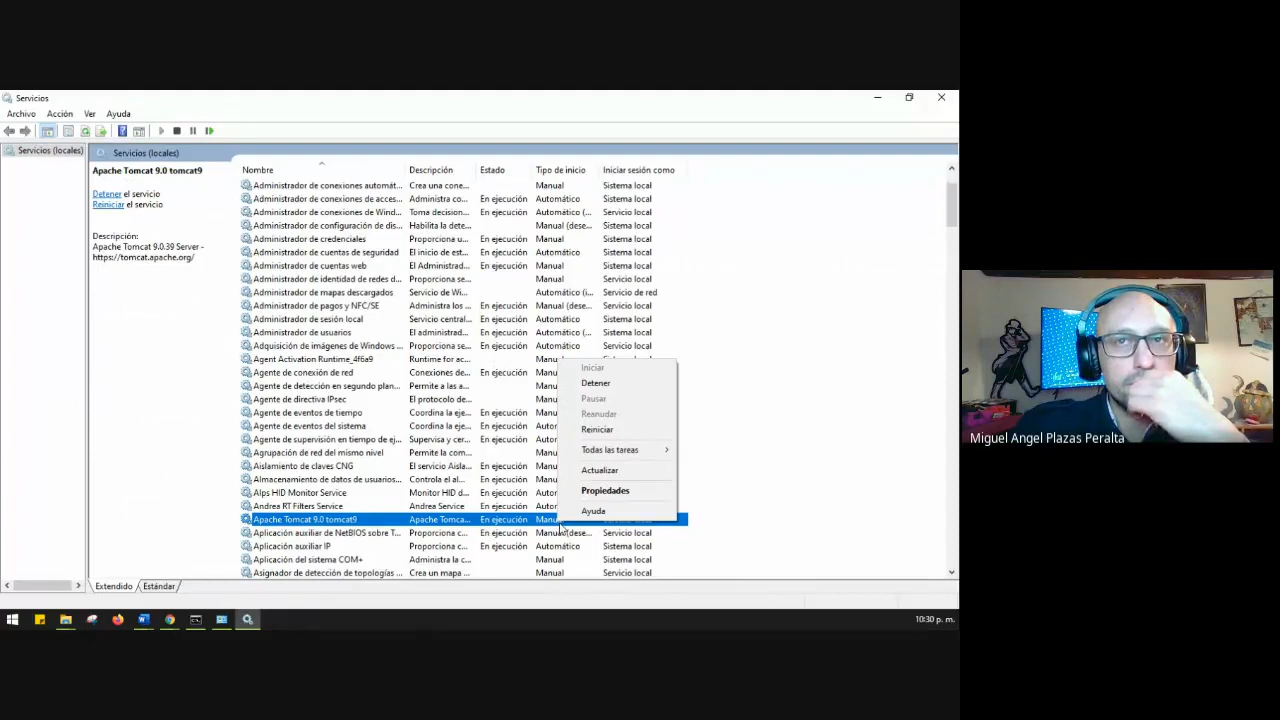 Servicios
Archivo Acción Ver Ayuda
Servicios (locales)
Servicios (locales)
Apache Tomcat 9.0 tomcat9
Detener el servicio
Reiniciar el servicio
Descripción:
Apache Tomcat 9.0.39 Server -
https://tomcat.apache.org/
Nombre Descripción Estado Tipo de inicio Iniciar sesión como
Administrador de conexiones automát... Crea una cone... Manual Sistema local
Administrador de conexiones de acces... Administra co... En ejecución Automático Sistema local
Administrador de conexiones de Wind... Toma decision... En ejecución Automático (... Servicio local
Administrador de configuración de dis... Habilita la dete... Manual (dese... Sistema local
Administrador de credenciales Proporciona u... En ejecución Manual Sistema local
Administrador de cuentas de seguridad El inicio de est... En ejecución Automático Sistema local
Administrador de cuentas web El Administrad... En ejecución Manual Sistema local
Administrador de identidad de redes d... Proporciona se... Manual Servicio local
Administrador de mapas descargados Servicio de Wi... Automático (i... Servicio de red
Administrador de pagos y NFC/SE Administra los ... En ejecución Manual (dese... Servicio local
Administrador de sesión local Servicio central... En ejecución Automático Sistema local
Administrador de usuarios El administrad... En ejecución Automático (... Sistema local
Adquisición de imágenes de Windows ... Proporciona se... En ejecución Automático Servicio local
Agent Activation Runtime_4f6a9 Runtime for ac... Manu
Agente de conexión de red Conexiones de... En ejecución Manu
Agente de detección en segundo plan... Permite a las a... Manu
Agente de directiva IPsec El protocolo de... Manu
Agente de eventos de tiempo Coordina la eje... En ejecución Manu
Agente de eventos del sistema Coordina la eje... En ejecución Autor
Agente de supervisión en tiempo de ej... Supervisa y cer... En ejecución Autor
Agrupación de red del mismo nivel Permite la com... Manu
Aislamiento de claves CNG El servicio Aisla... En ejecución Manu
Almacenamiento de datos de usuarios... Controla el al... En ejecución Manu
Alps HID Monitor Service Monitor HID d... En ejecución Autor
Andrea RT Filters Service Andrea Service En ejecución Autor
Apache Tomcat 9.0 tomcat9 Apache Tomca... En ejecución Manu
Aplicación auxiliar de NetBIOS sobre T... Proporciona c... En ejecución Manual (dese... Servicio local
Aplicación auxiliar IP Proporciona c... En ejecución Automático Sistema local
Aplicación del sistema COM+ Administra la c... Manual Sistema local
Asignador de detección de topologías ... Crea un mapa ... Manual Servicio local
Iniciar
Detener
Pausar
Reanudar
Reiniciar
Todas las tareas
Actualizar
Propiedades
Ayuda
Extendido Estándar
10:30 p. m.
Miguel Angel Plazas Peralta